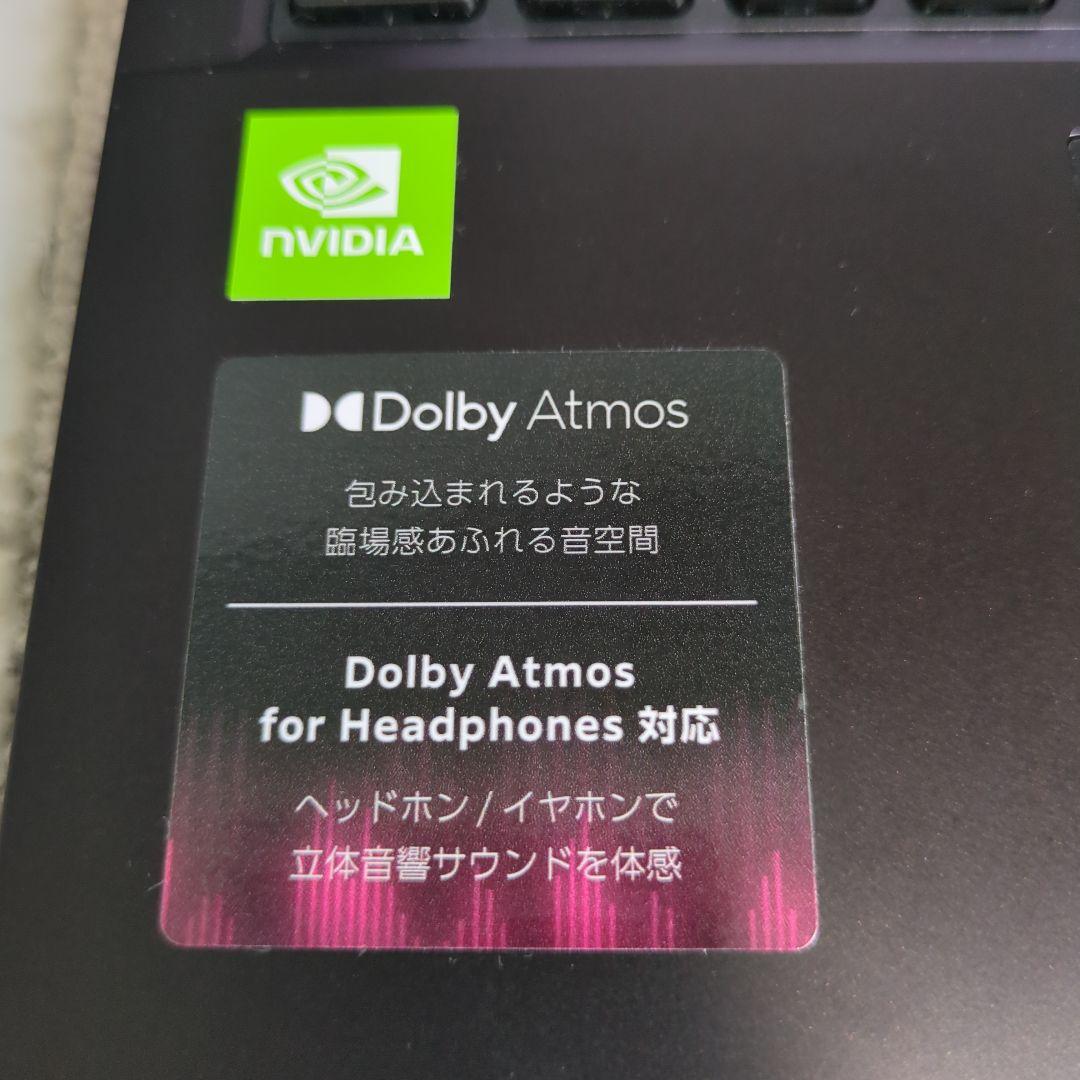 NVIDIA
Dolby Atmos
包み込まれるような
臨場感あふれる音空間
Dolby Atmos
for Headphones 対応
ヘッドホン / イヤホンで
立体音響サウンドを体感